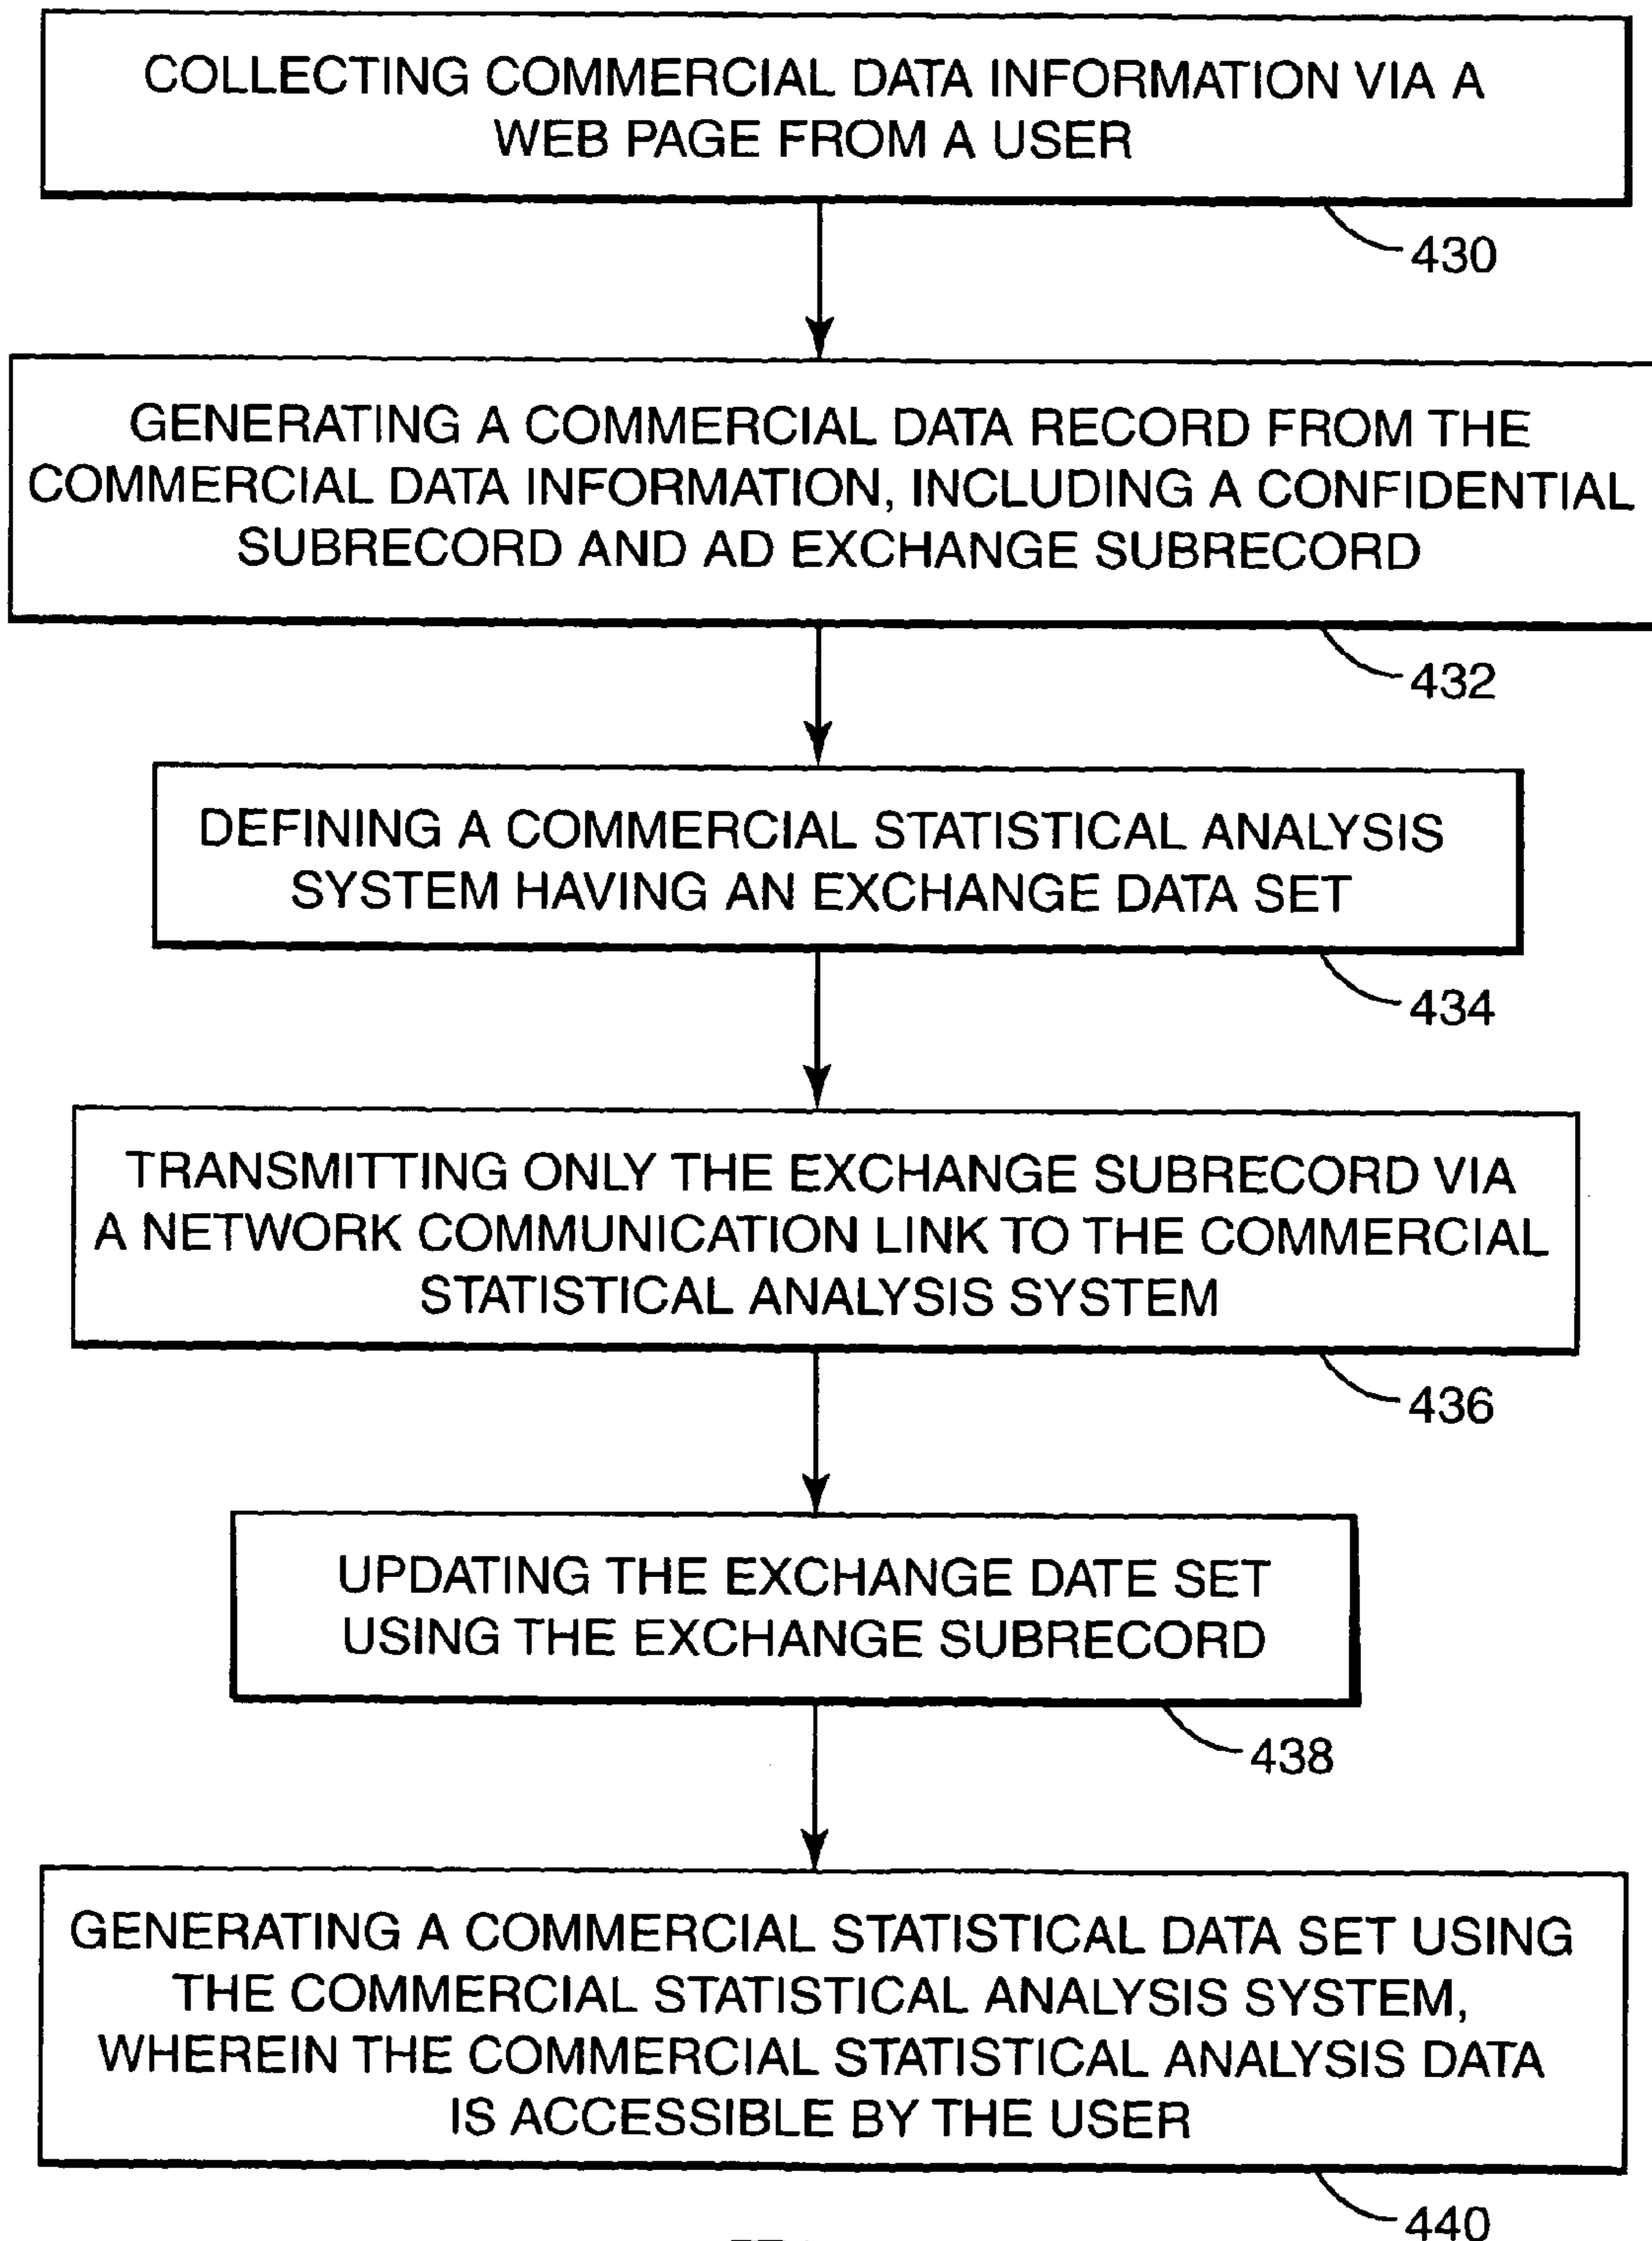 COLLECTING COMMERCIAL DATA INFORMATION VIA A
WEB PAGE FROM A USER
430
GENERATING A COMMERCIAL DATA RECORD FROM THE
COMMERCIAL DATA INFORMATION, INCLUDING A CONFIDENTIAL
SUBRECORD AND AD EXCHANGE SUBRECORD
432
DEFINING A COMMERCIAL STATISTICAL ANALYSIS
SYSTEM HAVING AN EXCHANGE DATA SET
434
TRANSMITTING ONLY THE EXCHANGE SUBRECORD VIA
A NETWORK COMMUNICATION LINK TO THE COMMERCIAL
STATISTICAL ANALYSIS SYSTEM
436
UPDATING THE EXCHANGE DATE SET
USING THE EXCHANGE SUBRECORD
438
GENERATING A COMMERCIAL STATISTICAL DATA SET USING
THE COMMERCIAL STATISTICAL ANALYSIS SYSTEM,
WHEREIN THE COMMERCIAL STATISTICAL ANALYSIS DATA
IS ACCESSIBLE BY THE USER
440